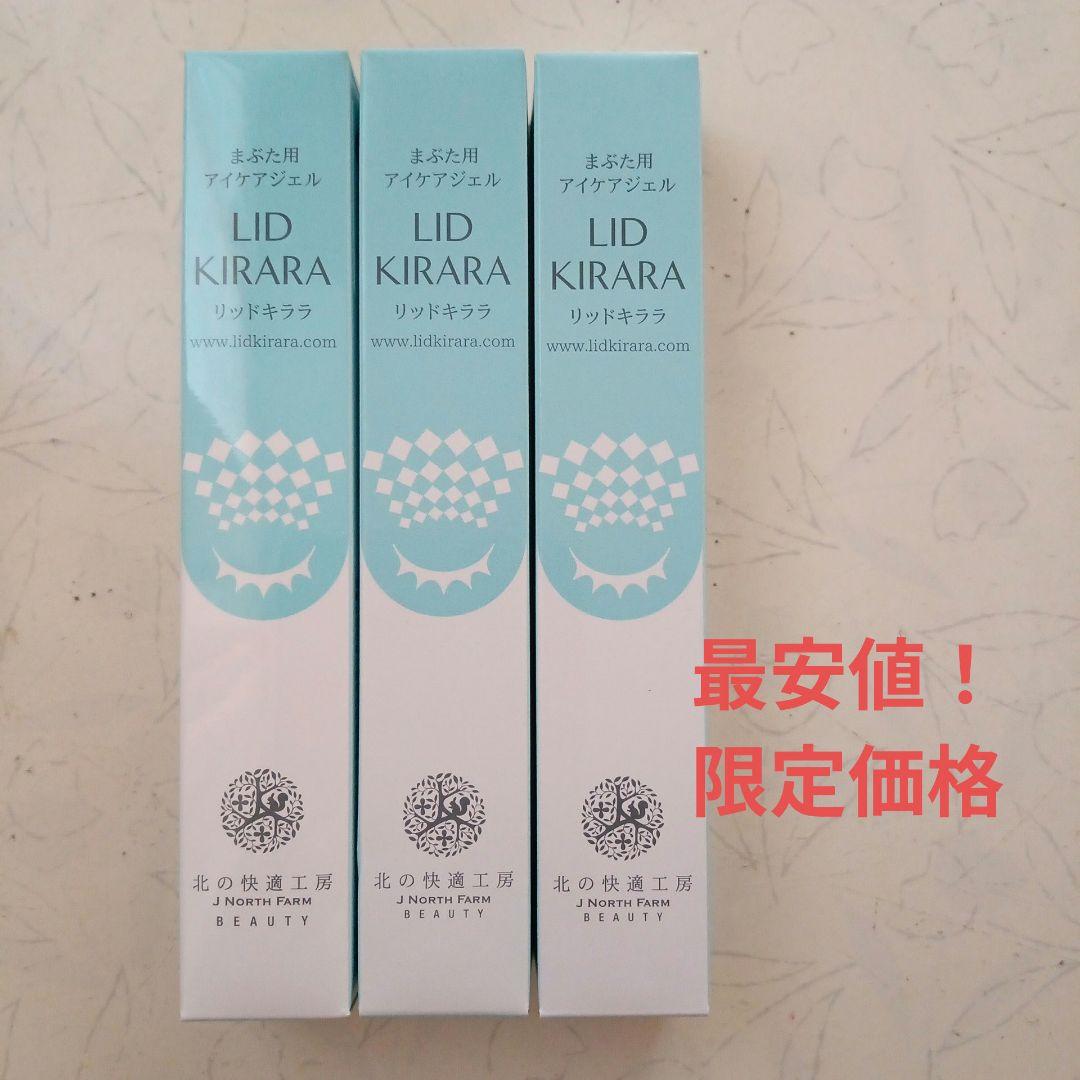 まぶた用
アイケアジェル
LID
KIRARA
リッドキララ
www.lidkirara.com
北の快適工房
J NORTH FARM
BEAUTY
まぶた用
アイケアジェル
LID
KIRARA
リッドキララ
www.lidkirara.com
北の快適工房
J NORTH FARM
BEAUTY
まぶた用
アイケアジェル
LID
KIRARA
リッドキララ
www.lidkirara.com
北の快適工房
J NORTH FARM
BEAUTY
最安値！
限定価格